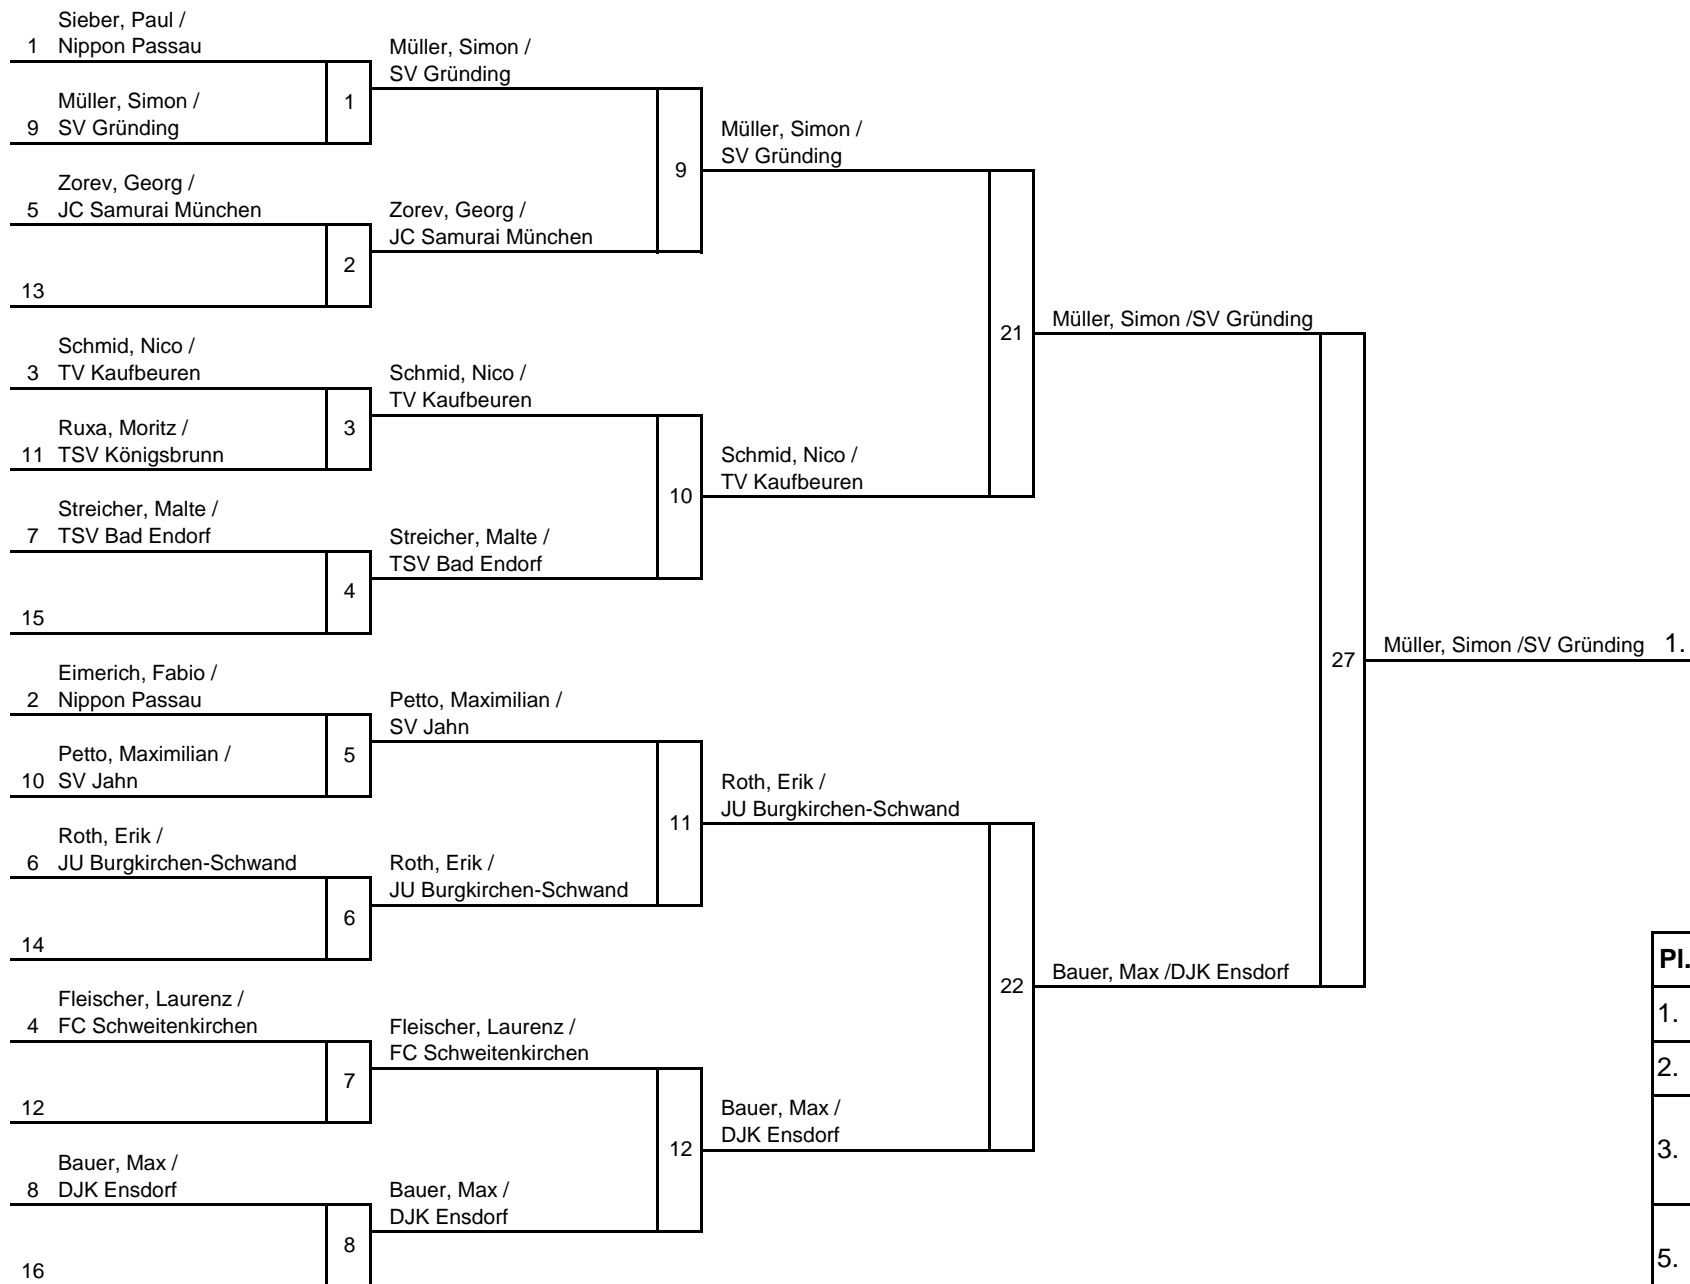 Sieber, Paul /
1 Nippon Passau
Müller, Simon /
9 SV Gründing
1
Zorev, Georg /
5 JC Samurai München
13
2
Schmid, Nico /
3 TV Kaufbeuren
Ruxa, Moritz /
11 TSV Königsbrunn
3
Streicher, Malte /
7 TSV Bad Endorf
15
4
Eimerich, Fabio /
2 Nippon Passau
Petto, Maximilian /
10 SV Jahn
5
Roth, Erik /
6 JU Burgkirchen-Schwand
14
6
Fleischer, Laurenz /
4 FC Schweitenkirchen
12
7
Bauer, Max /
8 DJK Ensdorf
16
8
Müller, Simon /
SV Gründing
Zorev, Georg /
JC Samurai München
9
Schmid, Nico /
TV Kaufbeuren
Streicher, Malte /
TSV Bad Endorf
10
Petto, Maximilian /
SV Jahn
Roth, Erik /
JU Burgkirchen-Schwand
11
Fleischer, Laurenz /
FC Schweitenkirchen
Bauer, Max /
DJK Ensdorf
12
Müller, Simon /
SV Gründing
Schmid, Nico /
TV Kaufbeuren
21
Roth, Erik /
JU Burgkirchen-Schwand
Bauer, Max /
DJK Ensdorf
22
Müller, Simon /SV Gründing
Bauer, Max /DJK Ensdorf
27
Müller, Simon /SV Gründing 1.
Pl.
1.
2.
3.
5.